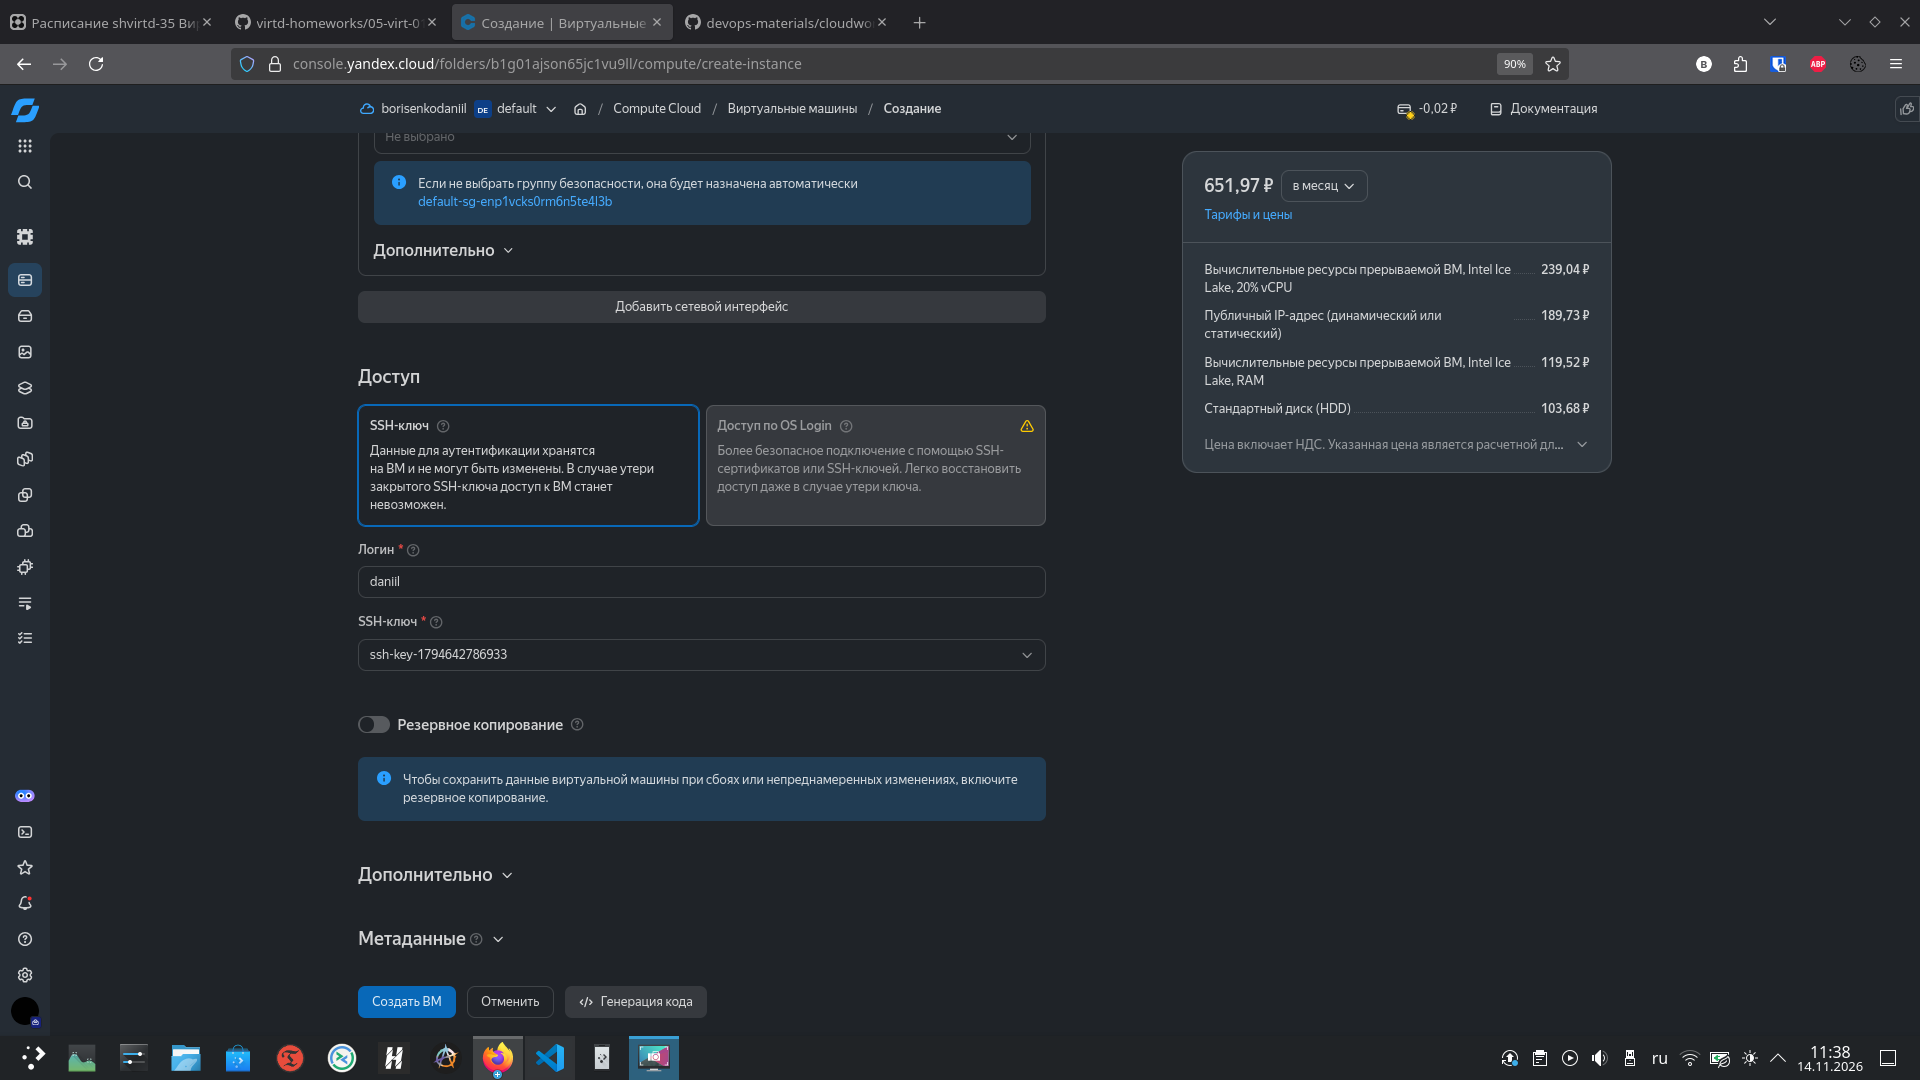 Расписание shvirtd-35 Ви
virtd-homeworks/05-virt-0
Создание | Виртуальные
devops-materials/cloudwo
console.yandex.cloud/folders/b1g01ajson65jc1vu9ll/compute/create-instance
90%
B
ABP
borisenkodaniil
DE
default
/
Compute Cloud
/
Виртуальные машины
/
Создание
-0,02 ₽
Документация
Не выбрано
Если не выбрать группу безопасности, она будет назначена автоматически
default-sg-enp1vcks0rm6n5te4l3b
Дополнительно
Добавить сетевой интерфейс
Доступ
SSH-ключ
Данные для аутентификации хранятся
на ВМ и не могут быть изменены. В случае утери
закрытого SSH-ключа доступ к ВМ станет
невозможен.
Доступ по OS Login
Более безопасное подключение с помощью SSH-
сертификатов или SSH-ключей. Легко восстановить
доступ даже в случае утери ключа.
Логин *
daniil
SSH-ключ *
ssh-key-1794642786933
Резервное копирование
Чтобы сохранить данные виртуальной машины при сбоях или непреднамеренных изменениях, включите
резервное копирование.
Дополнительно
Метаданные
Создать ВМ
Отменить
Генерация кода
651,97 ₽
в месяц
Тарифы и цены
Вычислительные ресурсы прерываемой ВМ, Intel Ice
Lake, 20% vCPU
239,04 ₽
Публичный IP-адрес (динамический или
статический)
189,73 ₽
Вычислительные ресурсы прерываемой ВМ, Intel Ice
Lake, RAM
119,52 ₽
Стандартный диск (HDD)
103,68 ₽
Цена включает НДС. Указанная цена является расчетной дл...
ru
11:38
14.11.2026